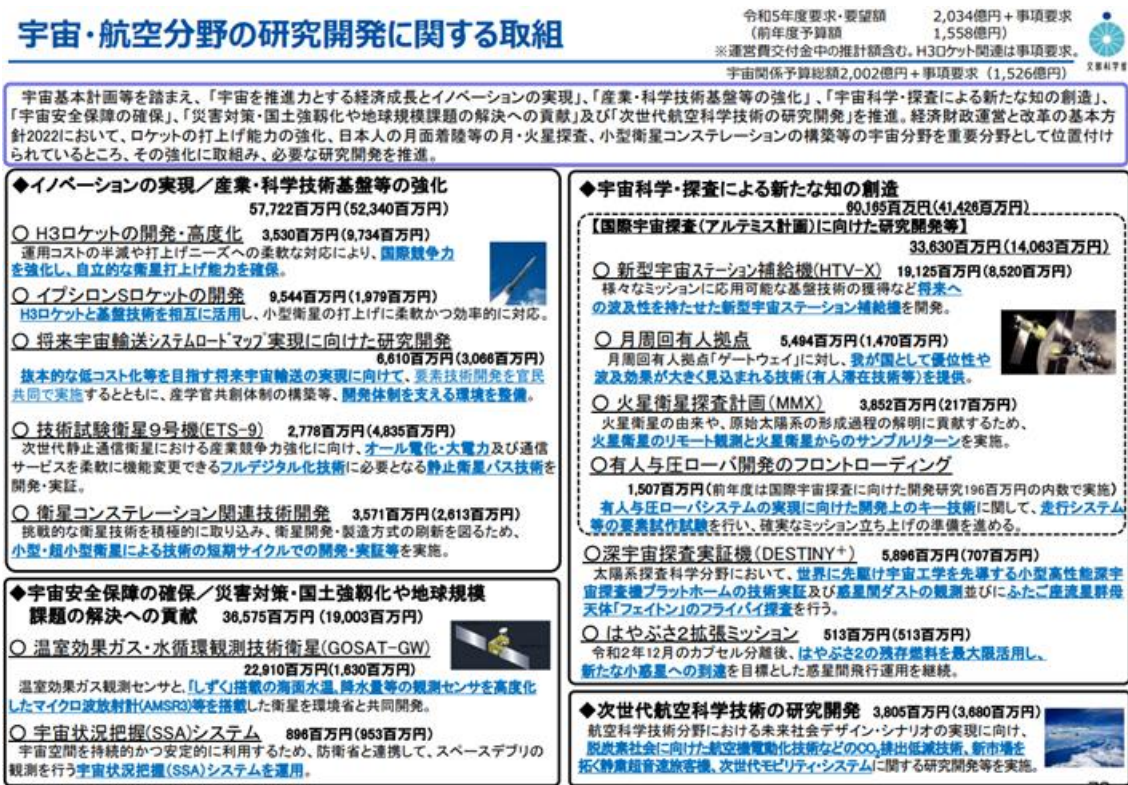 宇宙・航空分野の研究開発に関する取組
令和5年度要求・要望額 2,034億円＋事項要求
(前年度予算額 1,558億円)
※運営費交付金中の推計額含む。H3ロケット関連は事項要求。
宇宙関係予算総額2,002億円＋事項要求（1,526億円）
文部科学省
宇宙基本計画等を踏まえ、「宇宙を推進力とする経済成長とイノベーションの実現」、「産業・科学技術基盤等の強化」、「宇宙科学・探査による新たな知の創造」、
「宇宙安全保障の確保」、「災害対策・国土強靱化や地球規模課題の解決への貢献」及び「次世代航空科学技術の研究開発」を推進。経済財政運営と改革の基本方
針2022において、ロケットの打上げ能力の強化、日本人の月面着陸等の月・火星探査、小型衛星コンステレーションの構築等の宇宙分野を重要分野として位置付け
られているところ、その強化に取組み、必要な研究開発を推進。
◆イノベーションの実現／産業・科学技術基盤等の強化
57,722百万円（52,340百万円）
○ H3ロケットの開発・高度化 3,530百万円（9,734百万円）
運用コストの半減や打上げニーズへの柔軟な対応により、国際競争力
を強化し、自立的な衛星打上げ能力を確保。
○ イプシロンSロケットの開発 9,544百万円（1,979百万円）
H3ロケットと基盤技術を相互に活用し、小型衛星の打上げに柔軟かつ効率的に対応。
○ 将来宇宙輸送システムロードマップ実現に向けた研究開発
6,610百万円（3,066百万円）
抜本的な低コスト化等を目指す将来宇宙輸送の実現に向けて、要素技術開発を官民
共同で実施するとともに、産学官共創体制の構築等、開発体制を支える環境を整備。
○ 技術試験衛星9号機（ETS-9） 2,778百万円（4,835百万円）
次世代静止通信衛星における産業競争力強化に向け、オール電化・大電力及び通信
サービスを柔軟に機能変更できるフルデジタル化技術に必要となる静止衛星バス技術を
開発・実証。
○ 衛星コンステレーション関連技術開発 3,571百万円（2,613百万円）
挑戦的な衛星技術を積極的に取り込み、衛星開発・製造方式の刷新を図るため、
小型・超小型衛星による技術の短期サイクルでの開発・実証等を実施。
◆宇宙安全保障の確保／災害対策・国土強靱化や地球規模
課題の解決への貢献 36,575百万円（19,003百万円）
○ 温室効果ガス・水循環観測技術衛星（GOSAT-GW）
22,910百万円（1,630百万円）
温室効果ガス観測センサと、「しずく」搭載の海面水温、降水量等の観測センサを高度化
したマイクロ波放射計(AMSR3)等を搭載した衛星を環境省と共同開発。
○ 宇宙状況把握（SSA）システム 896百万円（953百万円）
宇宙空間を持続的かつ安定的に利用するため、防衛省と連携して、スペースデブリの
観測を行う宇宙状況把握（SSA）システムを運用。
◆宇宙科学・探査による新たな知の創造
60,165百万円（41,426百万円）
【国際宇宙探査（アルテミス計画）に向けた研究開発等】
33,630百万円（14,063百万円）
○ 新型宇宙ステーション補給機（HTV-X） 19,125百万円（8,520百万円）
様々なミッションに応用可能な基盤技術の獲得など将来へ
の波及性を持たせた新型宇宙ステーション補給機を開発。
○ 月周回有人拠点 5,494百万円（1,470百万円）
月周回有人拠点「ゲートウェイ」に対し、我が国として優位性や
波及効果が大きく見込まれる技術（有人滞在技術等）を提供。
○ 火星衛星探査計画（MMX） 3,852百万円（217百万円）
火星衛星の由来や、原始太陽系の形成過程の解明に貢献するため、
火星衛星のリモート観測と火星衛星からのサンプルリターンを実施。
○有人与圧ローバ開発のフロントローディング
1,507百万円（前年度は国際宇宙探査に向けた開発研究196百万円の内数で実施）
有人与圧ローバシステムの実現に向けた開発上のキー技術に関して、走行システム
等の要素試作試験を行い、確実なミッション立ち上げの準備を進める。
○深宇宙探査実証機（DESTINY⁺） 5,896百万円（707百万円）
太陽系探査科学分野において、世界に先駆け宇宙工学を先導する小型高性能深宇
宙探査機プラットホームの技術実証及び惑星間ダストの観測並びにふたご座流星群母
天体「フェイトン」のフライバイ探査を行う。
○ はやぶさ2拡張ミッション 513百万円（513百万円）
令和2年12月のカプセル分離後、はやぶさ2の残存燃料を最大限活用し、
新たな小惑星への到達を目標とした惑星間飛行運用を継続。
◆次世代航空科学技術の研究開発 3,805百万円（3,680百万円）
航空科学技術分野における未来社会デザイン・シナリオの実現に向け、
脱炭素社会に向けた航空機電動化技術などのCO₂排出低減技術、新市場を
拓く静粛超音速旅客機、次世代モビリティ・システムに関する研究開発等を実施。